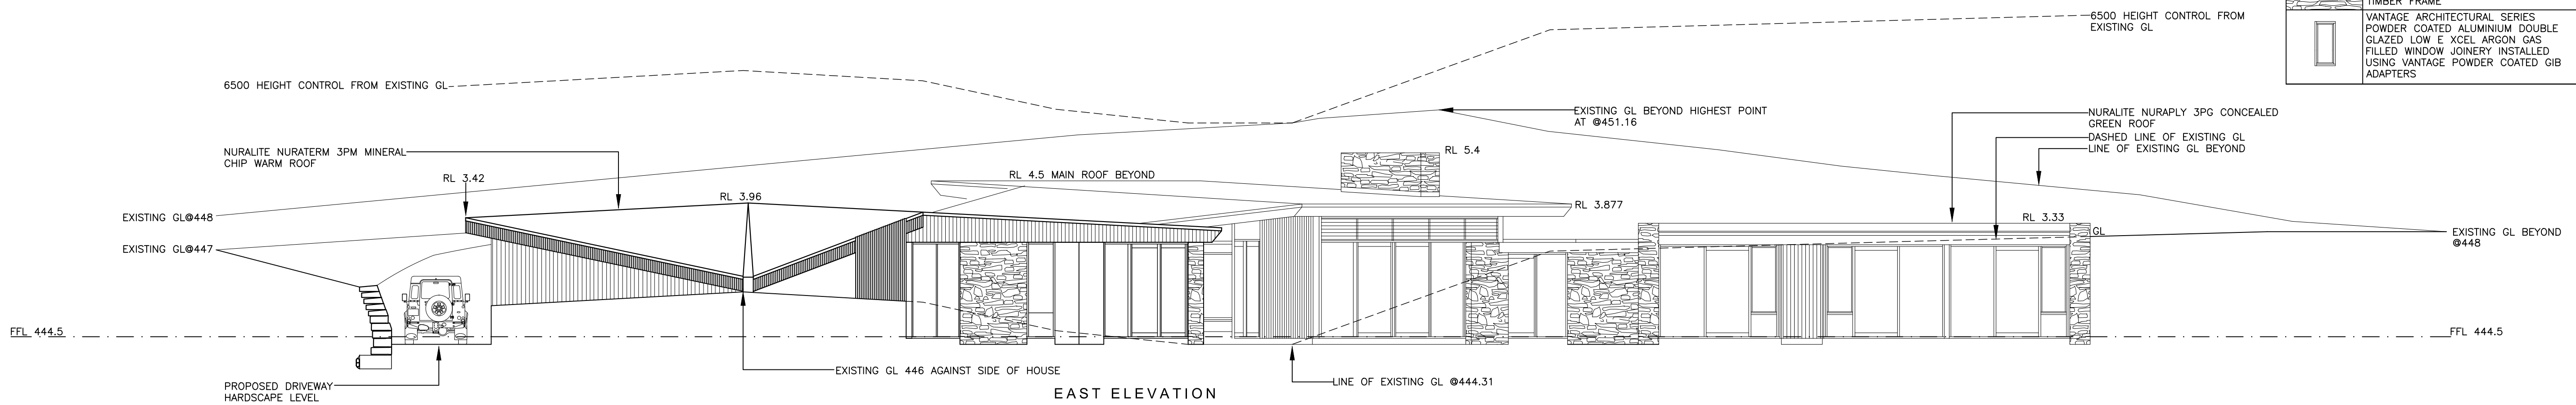 TIMBER FRAME
VANTAGE ARCHITECTURAL SERIES
POWDER COATED ALUMINIUM DOUBLE
GLAZED LOW E XCEL ARGON GAS
FILLED WINDOW JOINERY INSTALLED
USING VANTAGE POWDER COATED GIB
ADAPTERS
6500 HEIGHT CONTROL FROM
EXISTING GL
6500 HEIGHT CONTROL FROM EXISTING GL
EXISTING GL BEYOND HIGHEST POINT
AT @451.16
NURALITE NURAPLY 3PG CONCEALED
GREEN ROOF
DASHED LINE OF EXISTING GL
LINE OF EXISTING GL BEYOND
NURALITE NURATERM 3PM MINERAL
CHIP WARM ROOF
RL 5.4
RL 3.42
RL 4.5 MAIN ROOF BEYOND
RL 3.96
RL 3.877
EXISTING GL@448
RL 3.33
GL
EXISTING GL BEYOND
@448
EXISTING GL@447
FFL 444.5
FFL 444.5
EXISTING GL 446 AGAINST SIDE OF HOUSE
LINE OF EXISTING GL @444.31
PROPOSED DRIVEWAY
HARDSCAPE LEVEL
EAST ELEVATION